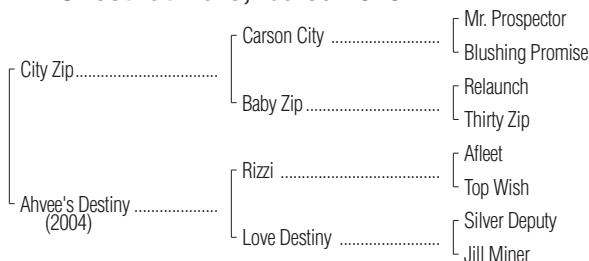 Mr. Prospector
Carson City
Blushing Promise
City Zip
Relaunch
Baby Zip
Thirty Zip
Afleet
Rizzi
Top Wish
Ahvee's Destiny
(2004)
Silver Deputy
Love Destiny
Jill Miner